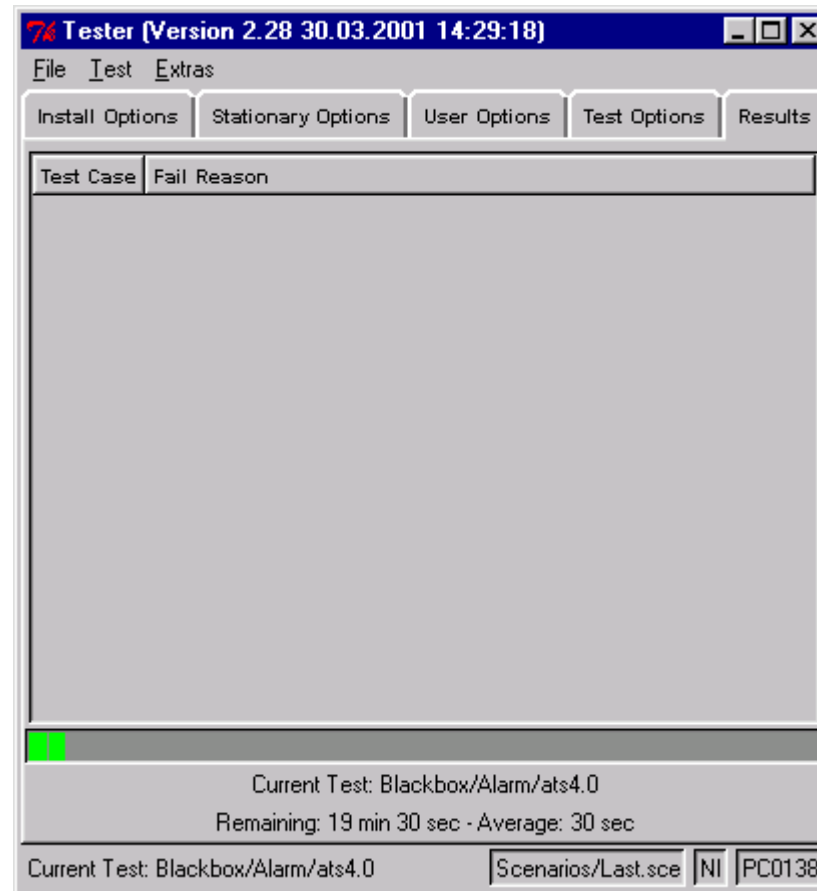 Tester (Version 2.28 30.03.2001 14:29:18)
File Test Extras
Install Options Stationary Options User Options Test Options Results
Test Case Fail Reason
Current Test: Blackbox/Alarm/ats4.0
Remaining: 19 min 30 sec - Average: 30 sec
Current Test: Blackbox/Alarm/ats4.0 Scenarios/Last.sce NI PC0138